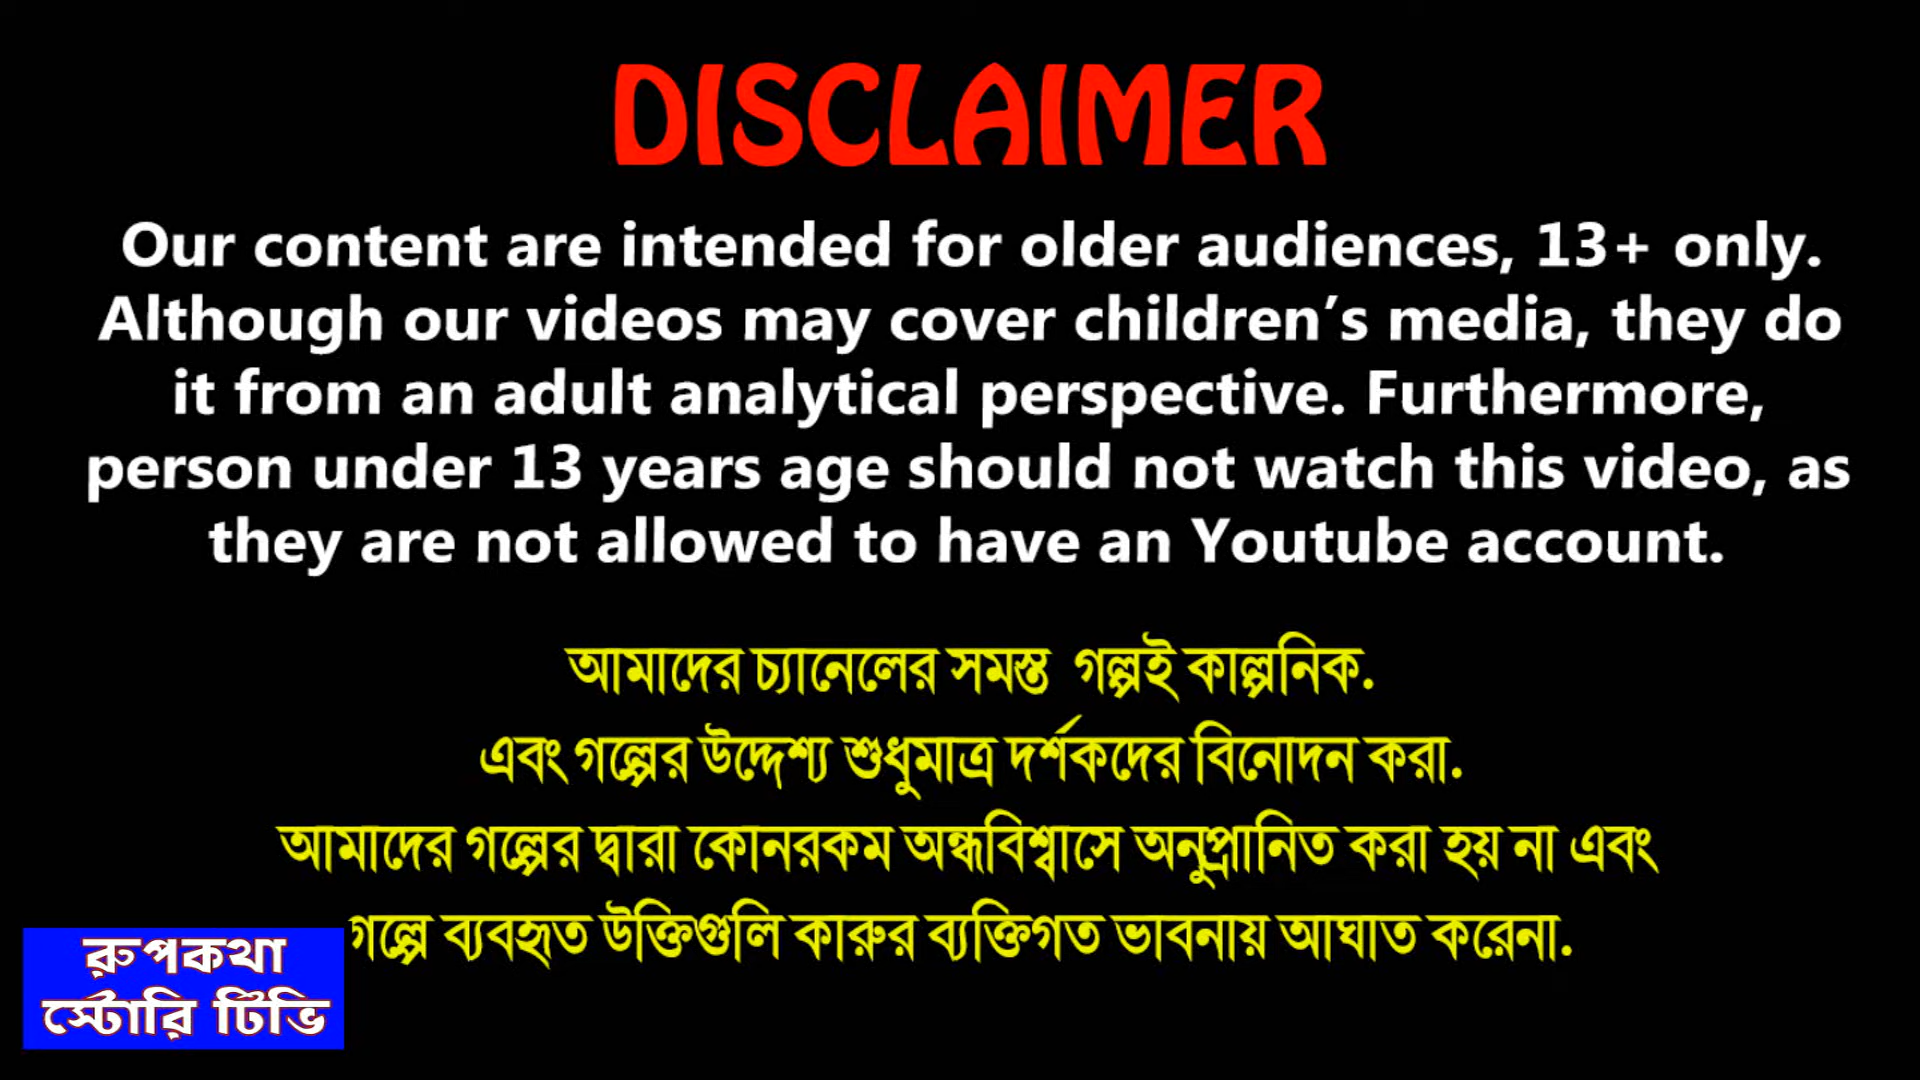 DISCLAIMER
Our content are intended for older audiences, 13+ only.
Although our videos may cover children’s media, they do
it from an adult analytical perspective. Furthermore,
person under 13 years age should not watch this video, as
they are not allowed to have an Youtube account.
আমাদের চ্যানেলের সমস্ত গল্পই কাল্পনিক.
এবং গল্পের উদ্দেশ্য শুধুমাত্র দর্শকদের বিনোদন করা.
আমাদের গল্পের দ্বারা কোনরকম অন্ধবিশ্বাসে অনুপ্রানিত করা হয় না এবং
গল্পে ব্যবহৃত উক্তিগুলি কারুর ব্যক্তিগত ভাবনায় আঘাত করেনা.
রুপকথা
স্টোরি টিভি